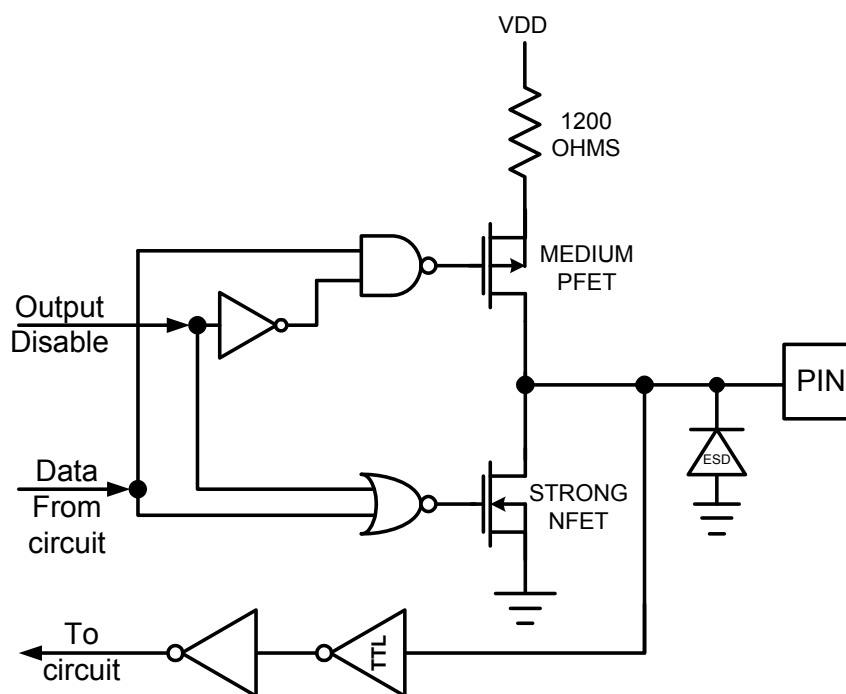 VDD
1200
OHMS
MEDIUM
PFET
Output
Disable
PIN
ESD
Data
From
circuit
STRONG
NFET
To
circuit
TTL